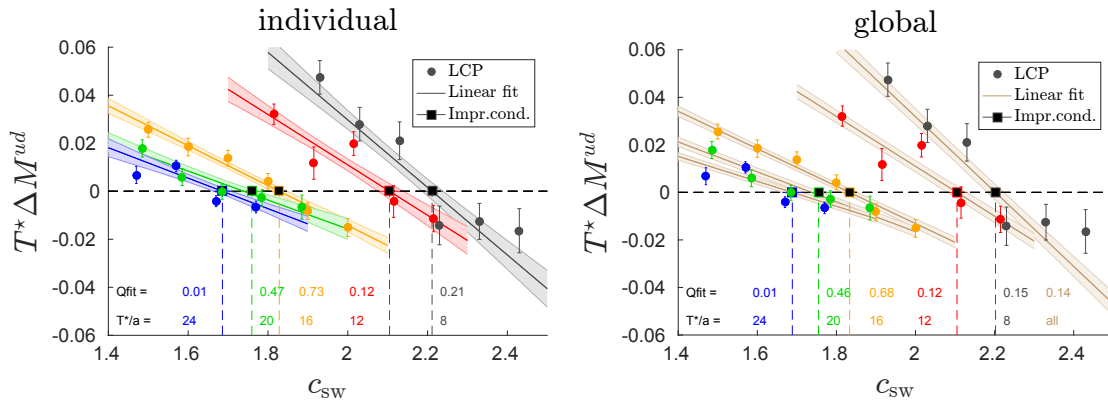 individual
0.06
0.04
0.02
0
-0.02
-0.04
-0.06
T* ΔM^{ud}
LCP
Linear fit
Impr.cond.
Qfit = 0.01 0.47 0.73 0.12 0.21
T*/a = 24 20 16 12 8
1.4 1.6 1.8 2 2.2 2.4
c_{sw}
global
0.06
0.04
0.02
0
-0.02
-0.04
-0.06
T* ΔM^{ud}
LCP
Linear fit
Impr.cond.
Qfit = 0.01 0.46 0.68 0.12 0.15 0.14
T*/a = 24 20 16 12 8 all
1.4 1.6 1.8 2 2.2 2.4
c_{sw}